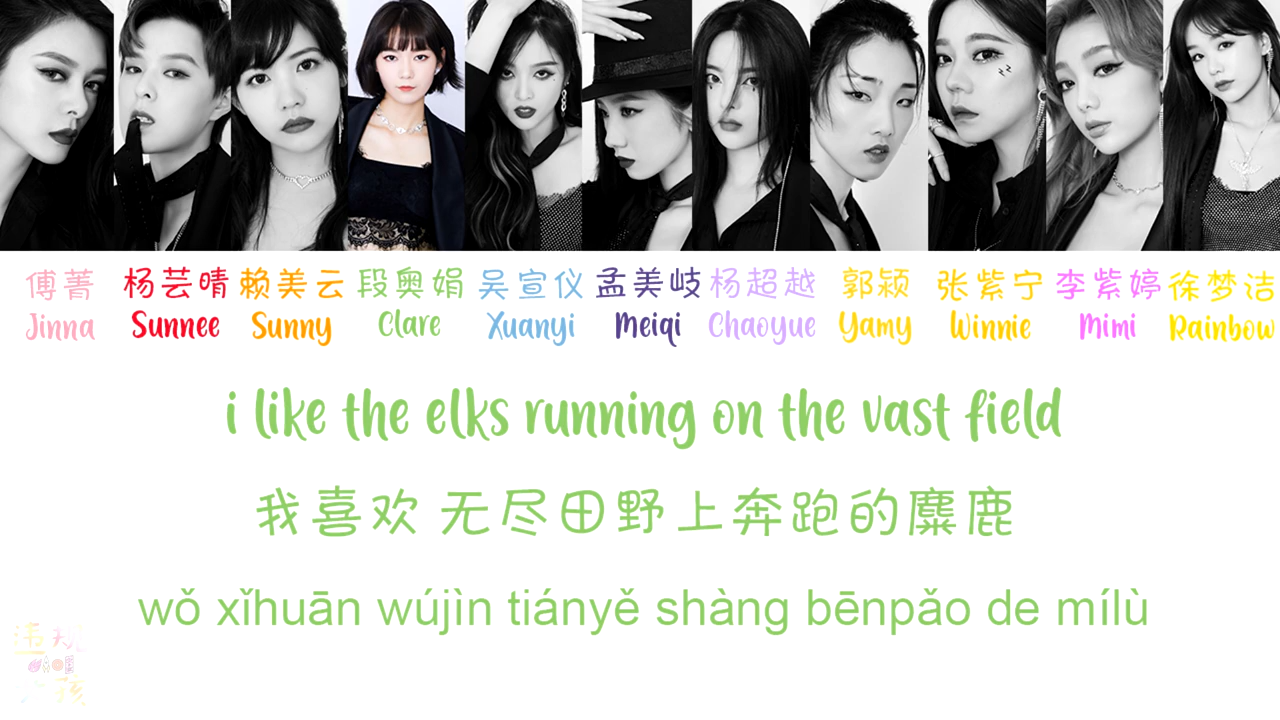 傅菁 杨芸晴 赖美云 段奥娟 吴宣仪 孟美岐 杨超越 郭颖 张紫宁 李紫婷 徐梦洁
Jinna Sunnee Sunny Clare Xuanyi Meiqi Chaoyue Yamy Winnie Mimi Rainbow
i like the elks running on the vast field
我喜欢 无尽田野上奔跑的麋鹿
wǒ xǐhuān wújìn tiányě shàng bēnpǎo de mílù
违规
孩